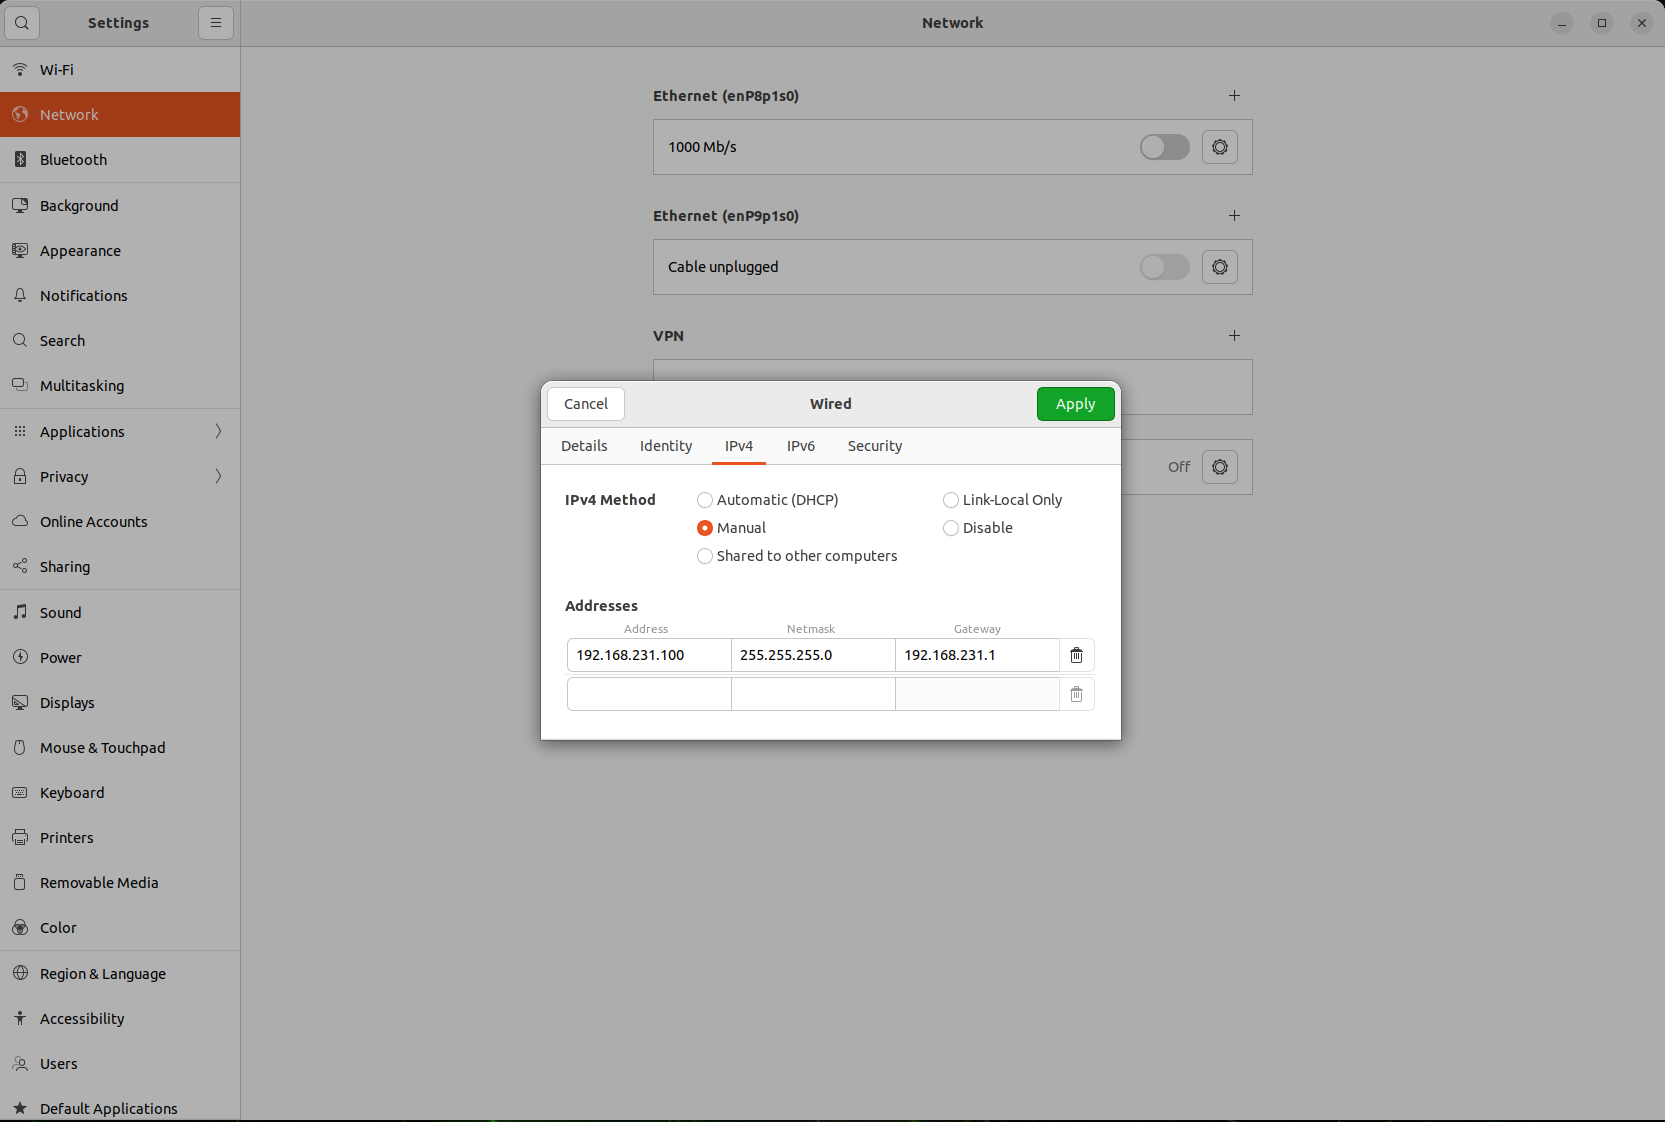 Settings
Network
Wi-Fi
Network
Bluetooth
Background
Appearance
Notifications
Search
Multitasking
Applications
Privacy
Online Accounts
Sharing
Sound
Power
Displays
Mouse & Touchpad
Keyboard
Printers
Removable Media
Color
Region & Language
Accessibility
Users
Default Applications
Ethernet (enP8p1s0)
1000 Mb/s
Ethernet (enP9p1s0)
Cable unplugged
VPN
Off
Cancel
Wired
Apply
Details Identity IPv4 IPv6 Security
IPv4 Method
Automatic (DHCP)
Link-Local Only
Manual
Disable
Shared to other computers
Addresses
Address Netmask Gateway
192.168.231.100 255.255.255.0 192.168.231.1